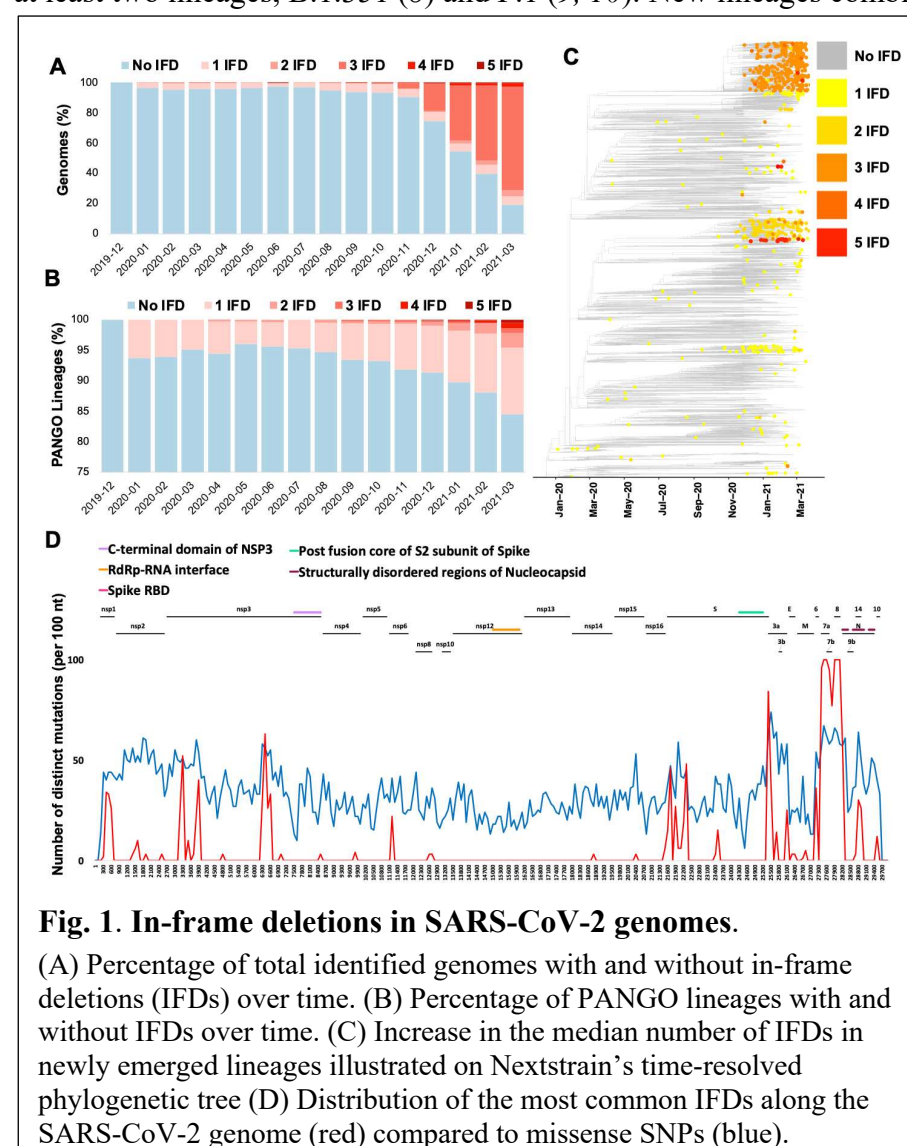 at least two lineages, B.1.351 (8) and P.1 (9, 10). New lineages combi
A
No IFD 1 IFD 2 IFD 3 IFD 4 IFD 5 IFD
Genomes (%)
100
80
60
40
20
0
2019-12 2020-01 2020-02 2020-03 2020-04 2020-05 2020-06 2020-07 2020-08 2020-09 2020-10 2020-11 2020-12 2021-01 2021-02 2021-03
B
No IFD 1 IFD 2 IFD 3 IFD 4 IFD 5 IFD
PANGO Lineages (%)
100
95
90
85
80
75
2019-12 2020-01 2020-02 2020-03 2020-04 2020-05 2020-06 2020-07 2020-08 2020-09 2020-10 2020-11 2020-12 2021-01 2021-02 2021-03
C
No IFD
1 IFD
2 IFD
3 IFD
4 IFD
5 IFD
Jan-20 Mar-20 May-20 Jul-20 Sep-20 Nov-20 Jan-21 Mar-21
D
C-terminal domain of NSP3 Post fusion core of S2 subunit of Spike
RdRp-RNA interface Structurally disordered regions of Nucleocapsid
Spike RBD
nsp1 nsp3 nsp5 nsp13 nsp15 S E 6 8 14 10
nsp2 nsp4 nsp6 nsp12 nsp14 nsp16 3a M 7a N
nsp8 nsp10 3b 7b 9b
Number of distinct mutations (per 100 nt)
100
50
0
Fig. 1. In-frame deletions in SARS-CoV-2 genomes.
(A) Percentage of total identified genomes with and without in-frame
deletions (IFDs) over time. (B) Percentage of PANGO lineages with and
without IFDs over time. (C) Increase in the median number of IFDs in
newly emerged lineages illustrated on Nextstrain's time-resolved
phylogenetic tree (D) Distribution of the most common IFDs along the
SARS-CoV-2 genome (red) compared to missense SNPs (blue).